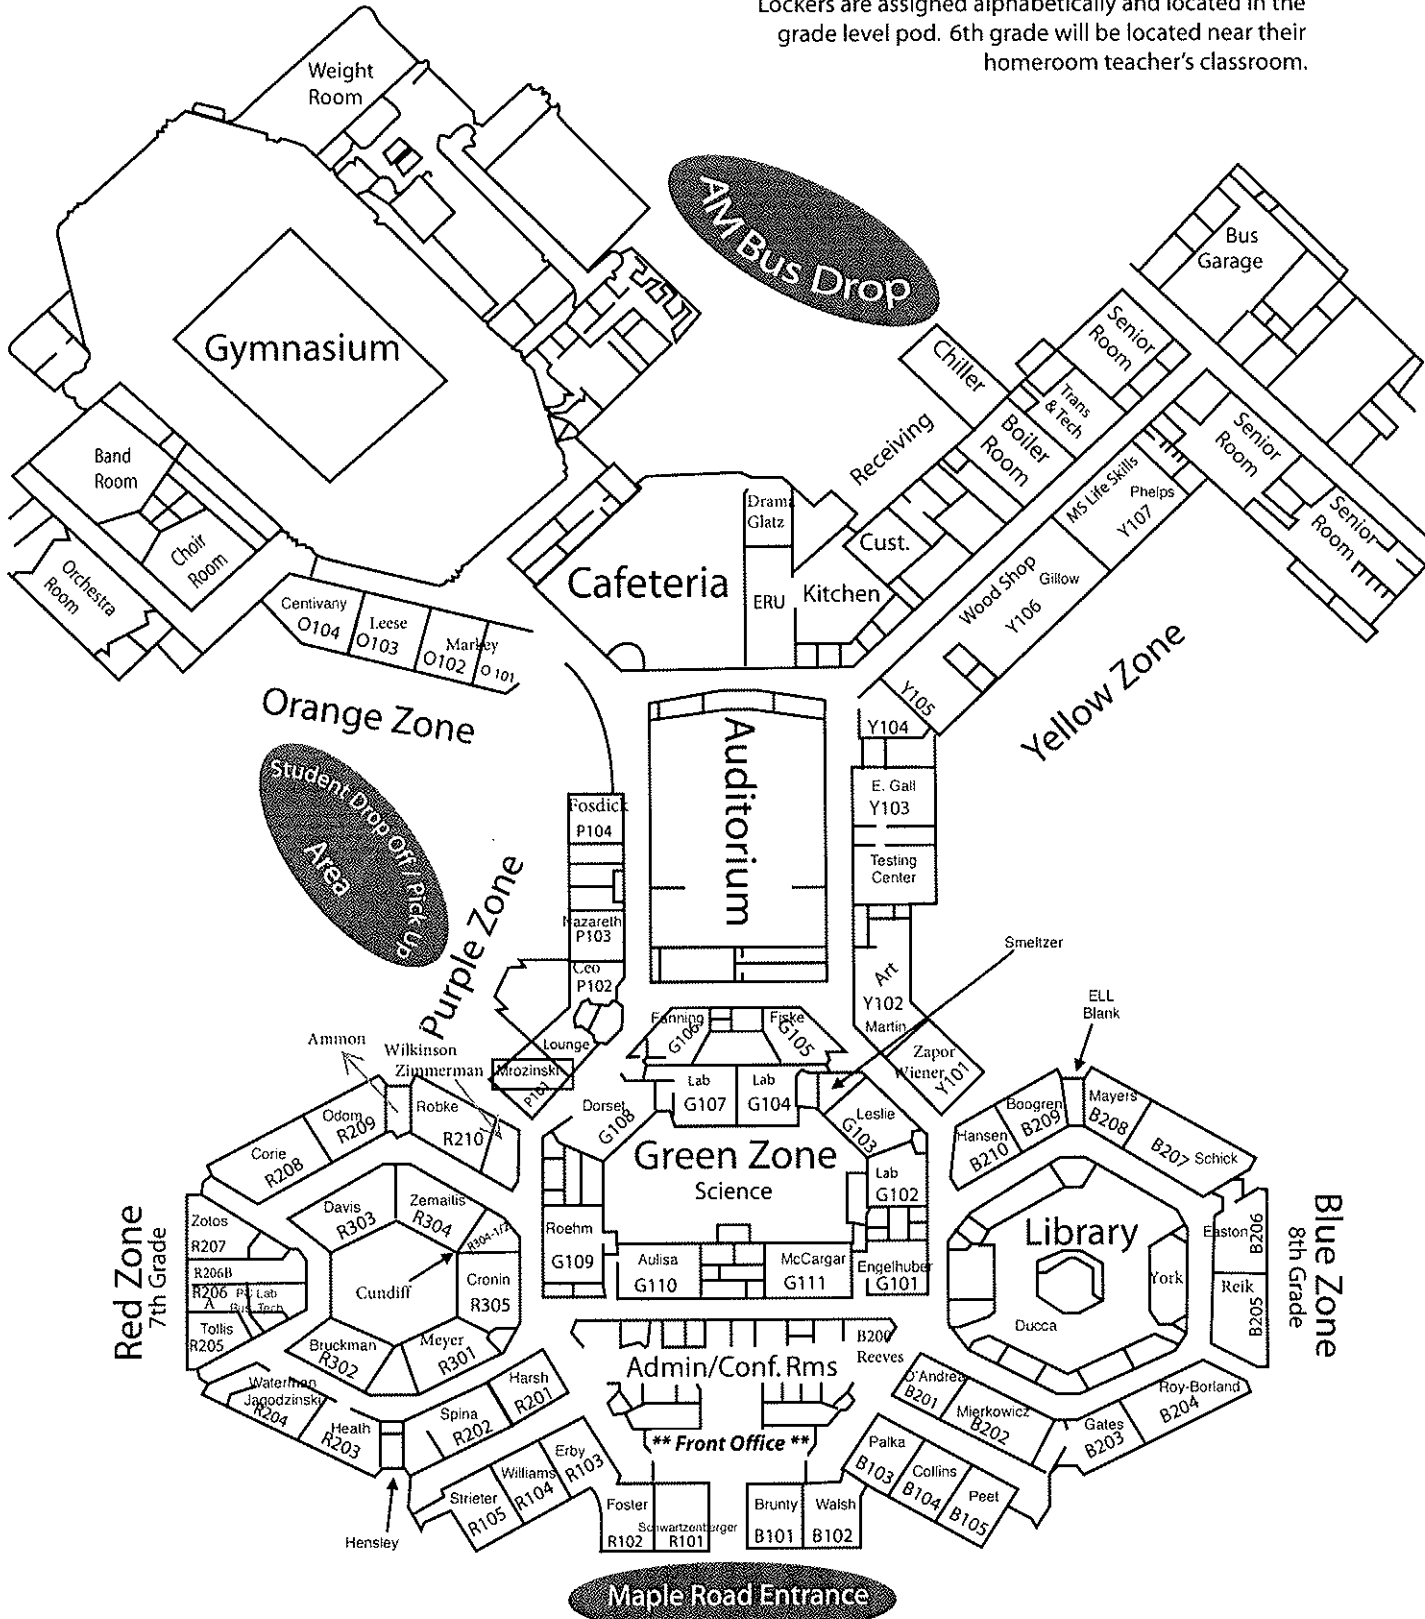 Lockers are assigned alphabetically and located in the
grade level pod. 6th grade will be located near their
homeroom teacher's classroom.
Weight
Room
AM Bus Drop
Bus
Garage
Gymnasium
Senior
Room
Chiller
Trans
& Tech
Boiler
Room
Receiving
Senior
Room
Senior
Room
MS Life Skills
Phelps
Y107
Band
Room
Choir
Room
Orchestra
Room
Drama
Glatz
Cust.
Cafeteria
ERU
Kitchen
Wood Shop
Gillow
Y106
Centivany
O104
Leese
O103
Markey
O102
O 101
Y105
Y104
Orange Zone
Yellow Zone
Auditorium
E. Gall
Y103
Testing
Center
Student Drop Off / Pick Up
Area
Fosdick
P104
Purple Zone
Nazareth
P103
Ceo
P102
Smeltzer
Art
Y102
Martin
ELL
Blank
Fanning
G106
Fiske
G105
Ammon
Wilkinson
Zimmerman
Lounge
Mrozinski
P101
Zapor
Wiener
Y101
Lab
G107
Lab
G104
Dorset
G108
Leslie
G103
Odom
R209
Robke
R210
Corie
R208
Boogren
B209
Mayers
B208
Hansen
B210
B207
Schick
Green Zone
Science
Lab
G102
Davis
R303
Zemailis
R304
R304-1/2
Zotos
R207
R206B
R206
A
PC Lab
Bus. Tech
Tollis
R205
Cundiff
Cronin
R305
Bruckman
R302
Meyer
R301
Roehm
G109
Aulisa
G110
McCargar
G111
Engelhuber
G101
Library
York
Ducca
Easton
B206
Reik
B205
Red Zone
7th Grade
Blue Zone
8th Grade
B200
Reeves
Admin/Conf. Rms
** Front Office **
Waterman
Jagodzinski
R204
Heath
R203
Harsh
R201
Spina
R202
Hensley
Erby
R103
Williams
R104
Strieter
R105
Foster
R102
Schwartzenberger
R101
Brunty
B101
Walsh
B102
O'Andrea
B201
Mierkowicz
B202
Roy-Borland
B204
Gates
B203
Palka
B103
Collins
B104
Peet
B105
Maple Road Entrance